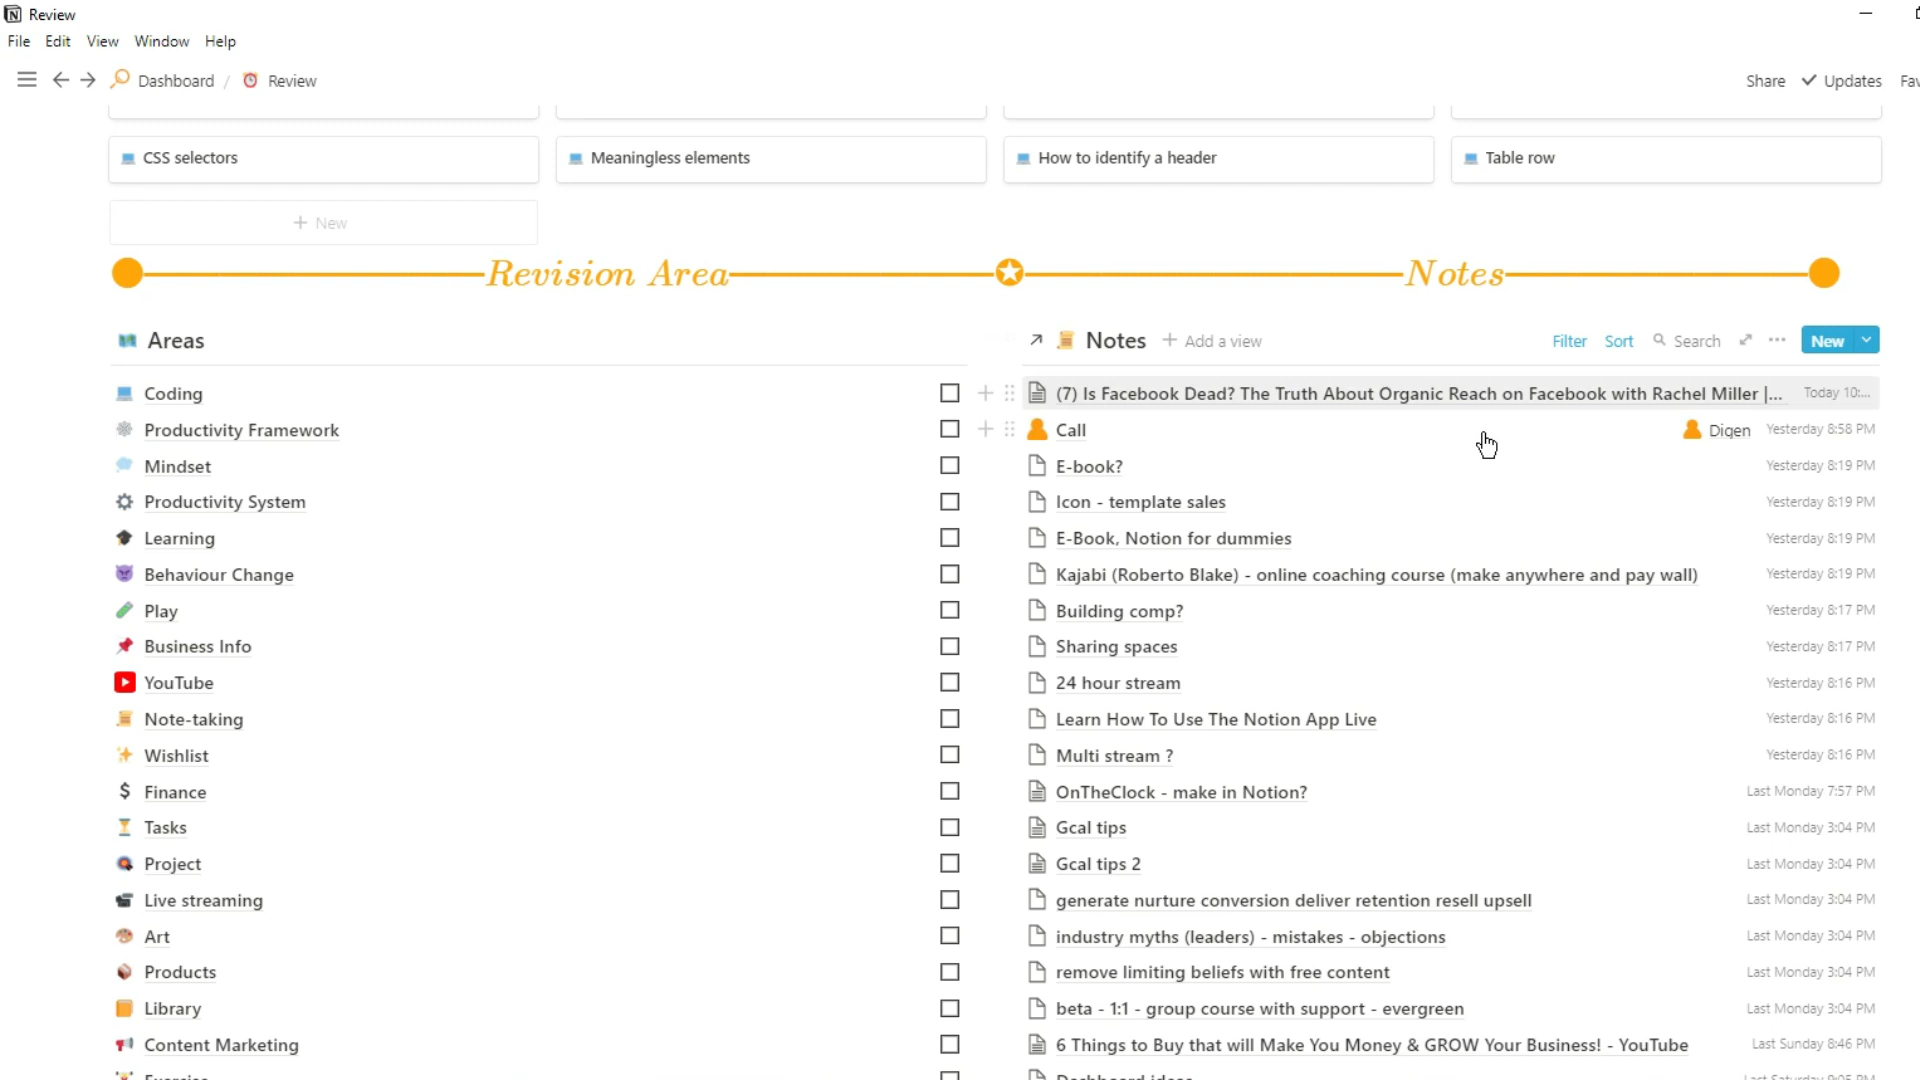 Review
File Edit View Window Help
Dashboard / Review
Share Updates
CSS selectors
Meaningless elements
How to identify a header
Table row
+ New
Revision Area
Notes
Areas
Coding
Productivity Framework
Mindset
Productivity System
Learning
Behaviour Change
Play
Business Info
YouTube
Note-taking
Wishlist
Finance
Tasks
Project
Live streaming
Art
Products
Library
Content Marketing
Notes + Add a view Filter Sort Search New
(7) Is Facebook Dead? The Truth About Organic Reach on Facebook with Rachel Miller |... Today 10:...
Call Digen Yesterday 8:58 PM
E-book? Yesterday 8:19 PM
Icon - template sales Yesterday 8:19 PM
E-Book, Notion for dummies Yesterday 8:19 PM
Kajabi (Roberto Blake) - online coaching course (make anywhere and pay wall) Yesterday 8:19 PM
Building comp? Yesterday 8:17 PM
Sharing spaces Yesterday 8:17 PM
24 hour stream Yesterday 8:16 PM
Learn How To Use The Notion App Live Yesterday 8:16 PM
Multi stream ? Yesterday 8:16 PM
OnTheClock - make in Notion? Last Monday 7:57 PM
Gcal tips Last Monday 3:04 PM
Gcal tips 2 Last Monday 3:04 PM
generate nurture conversion deliver retention resell upsell Last Monday 3:04 PM
industry myths (leaders) - mistakes - objections Last Monday 3:04 PM
remove limiting beliefs with free content Last Monday 3:04 PM
beta - 1:1 - group course with support - evergreen Last Monday 3:04 PM
6 Things to Buy that will Make You Money & GROW Your Business! - YouTube Last Sunday 8:46 PM